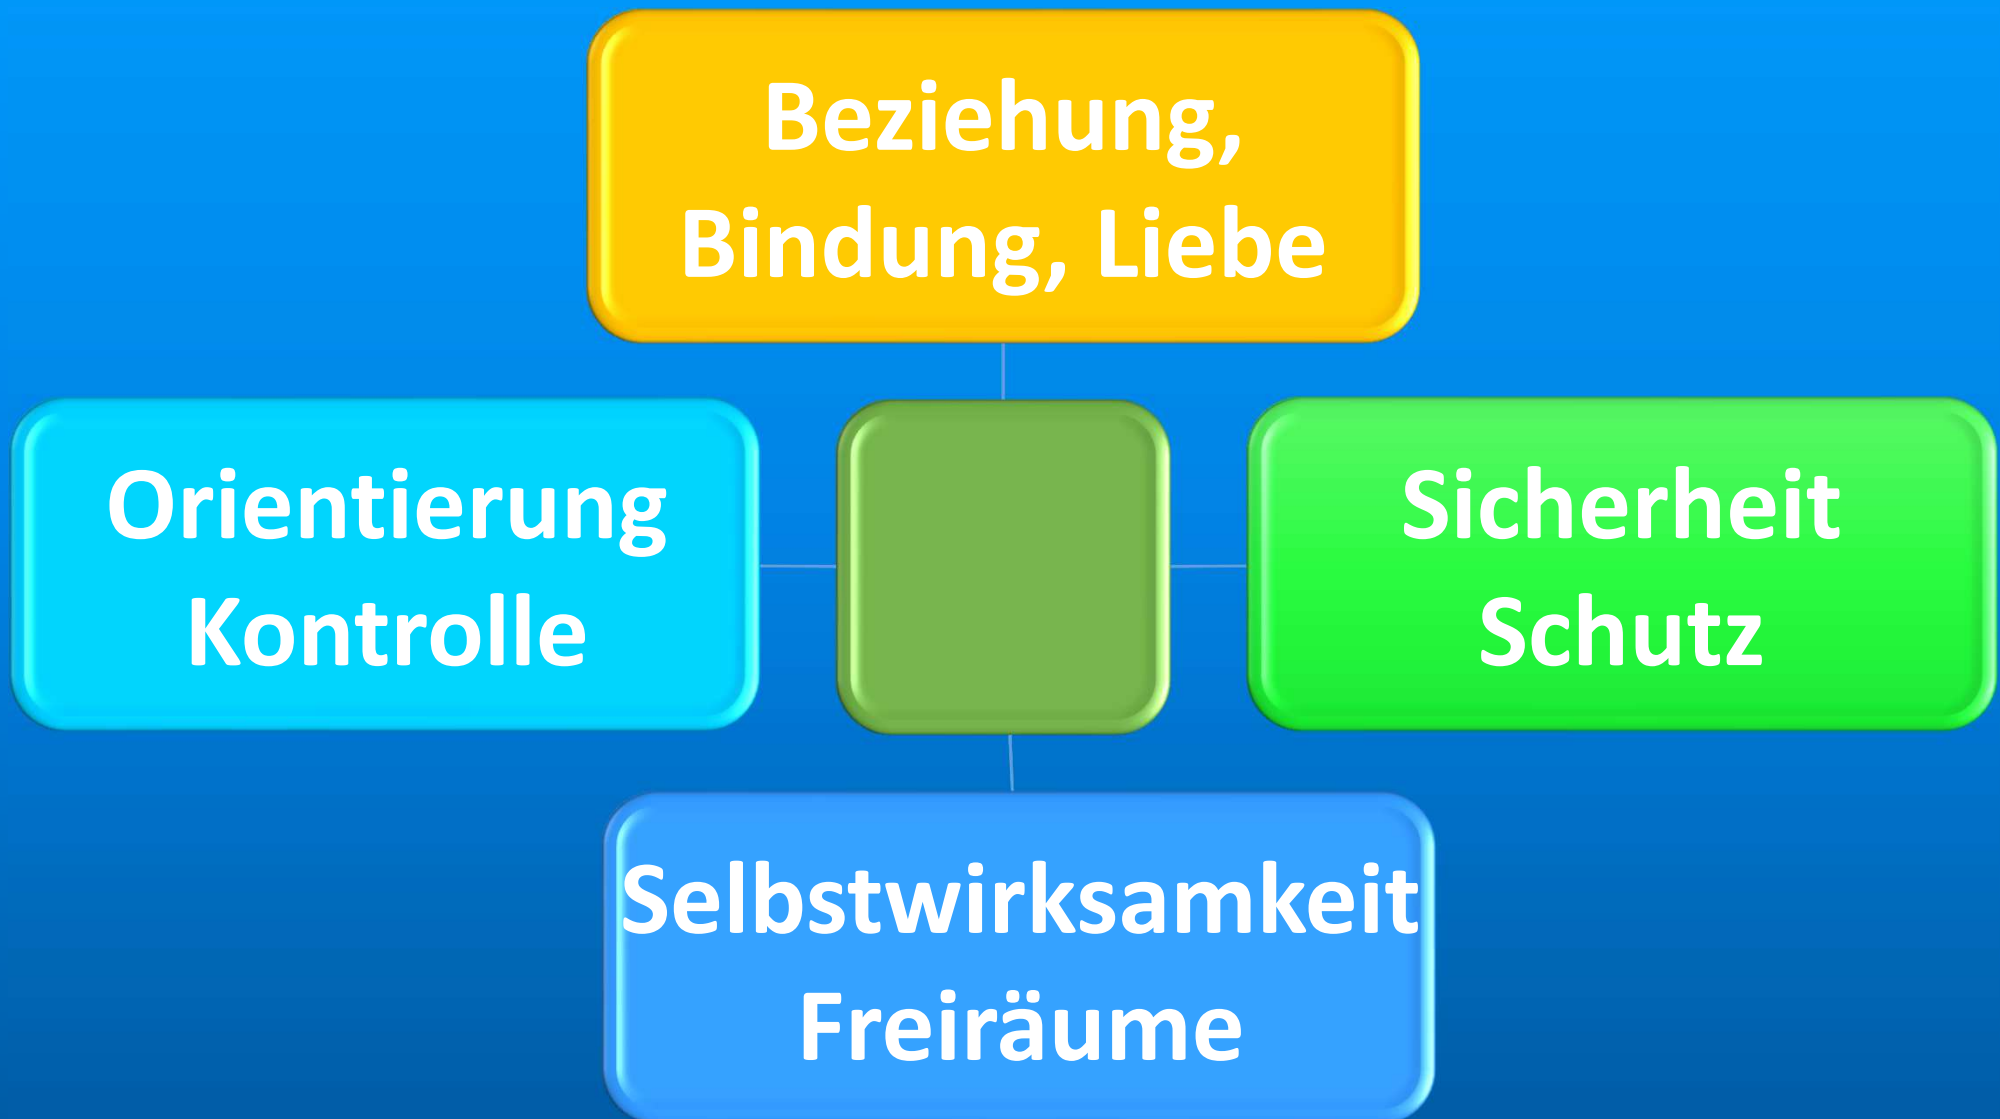 Beziehung,
Bindung, Liebe
Orientierung
Kontrolle
Sicherheit
Schutz
Selbstwirksamkeit
Freiräume